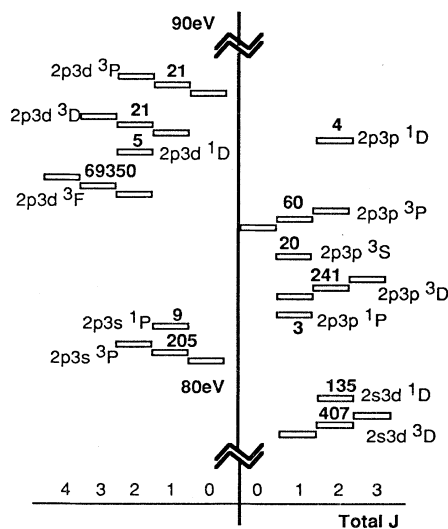 90eV
2p3d ³P 21
2p3d ³D 21
5 2p3d ¹D
69350
2p3d ³F
4
2p3p ¹D
60
2p3p ³P
20
2p3p ³S
241
2p3p ³D
2p3p ¹P
3
2p3s ¹P 9
205
2p3s ³P
80eV
135 2s3d ¹D
407
2s3d ³D
4 3 2 1 0 0 1 2 3
Total J